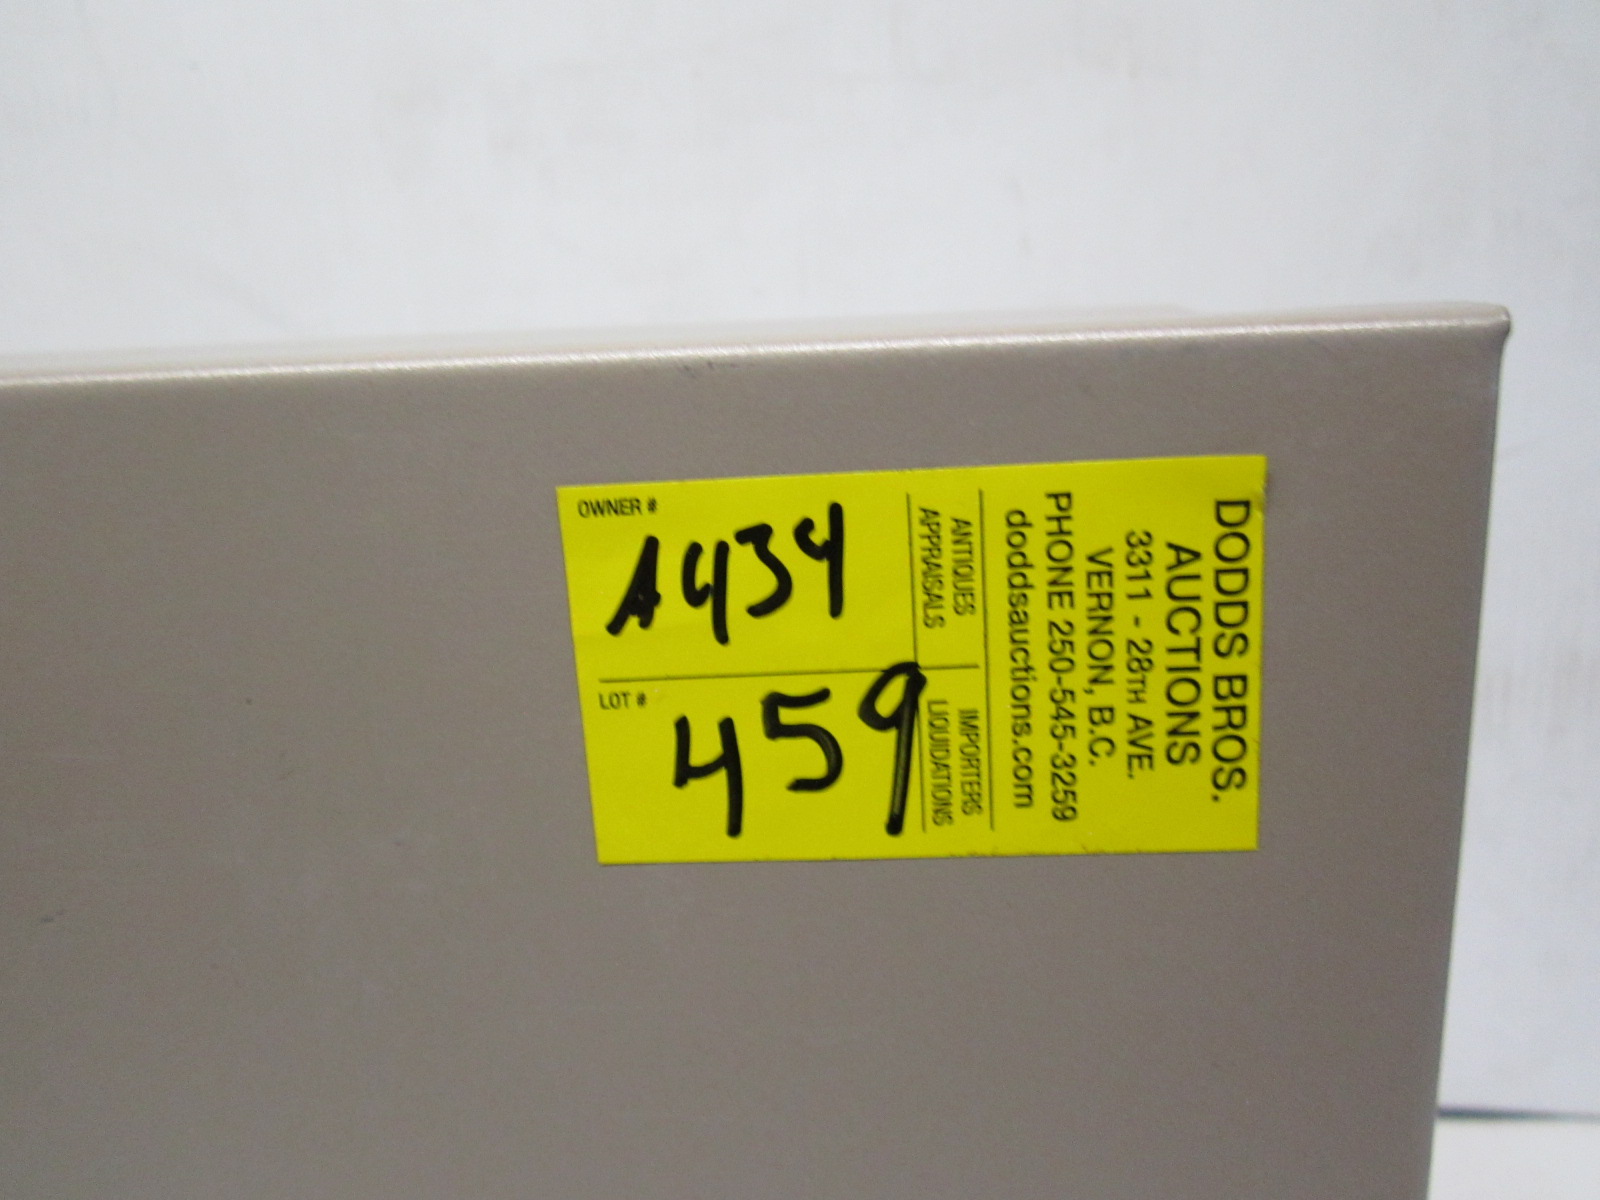 OWNER #
A434
LOT #
459
ANTIQUES
APPRAISALS
IMPORTERS
LIQUIDATIONS
DODDS BROS.
AUCTIONS
3311 - 28TH AVE.
VERNON, B.C.
PHONE 250-545-3259
doddsauctions.com